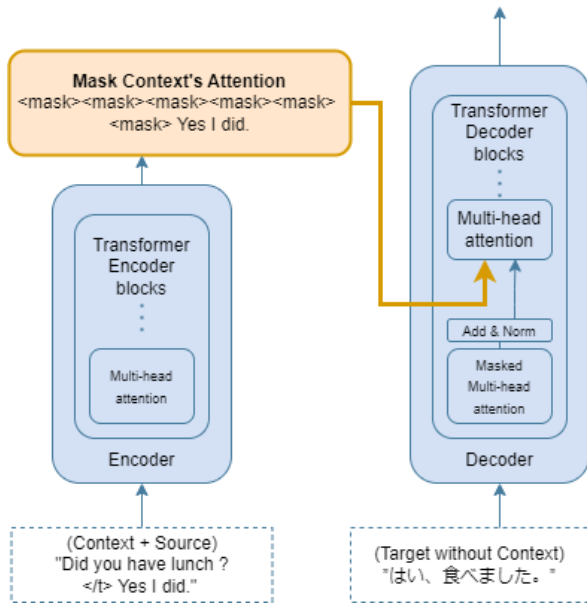 Mask Context's Attention
<mask><mask><mask><mask><mask>
<mask> Yes I did.
Transformer
Encoder
blocks
Multi-head
attention
Encoder
(Context + Source)
"Did you have lunch ?
</t> Yes I did."
Transformer
Decoder
blocks
Multi-head
attention
Add & Norm
Masked
Multi-head
attention
Decoder
(Target without Context)
"はい、食べました。"